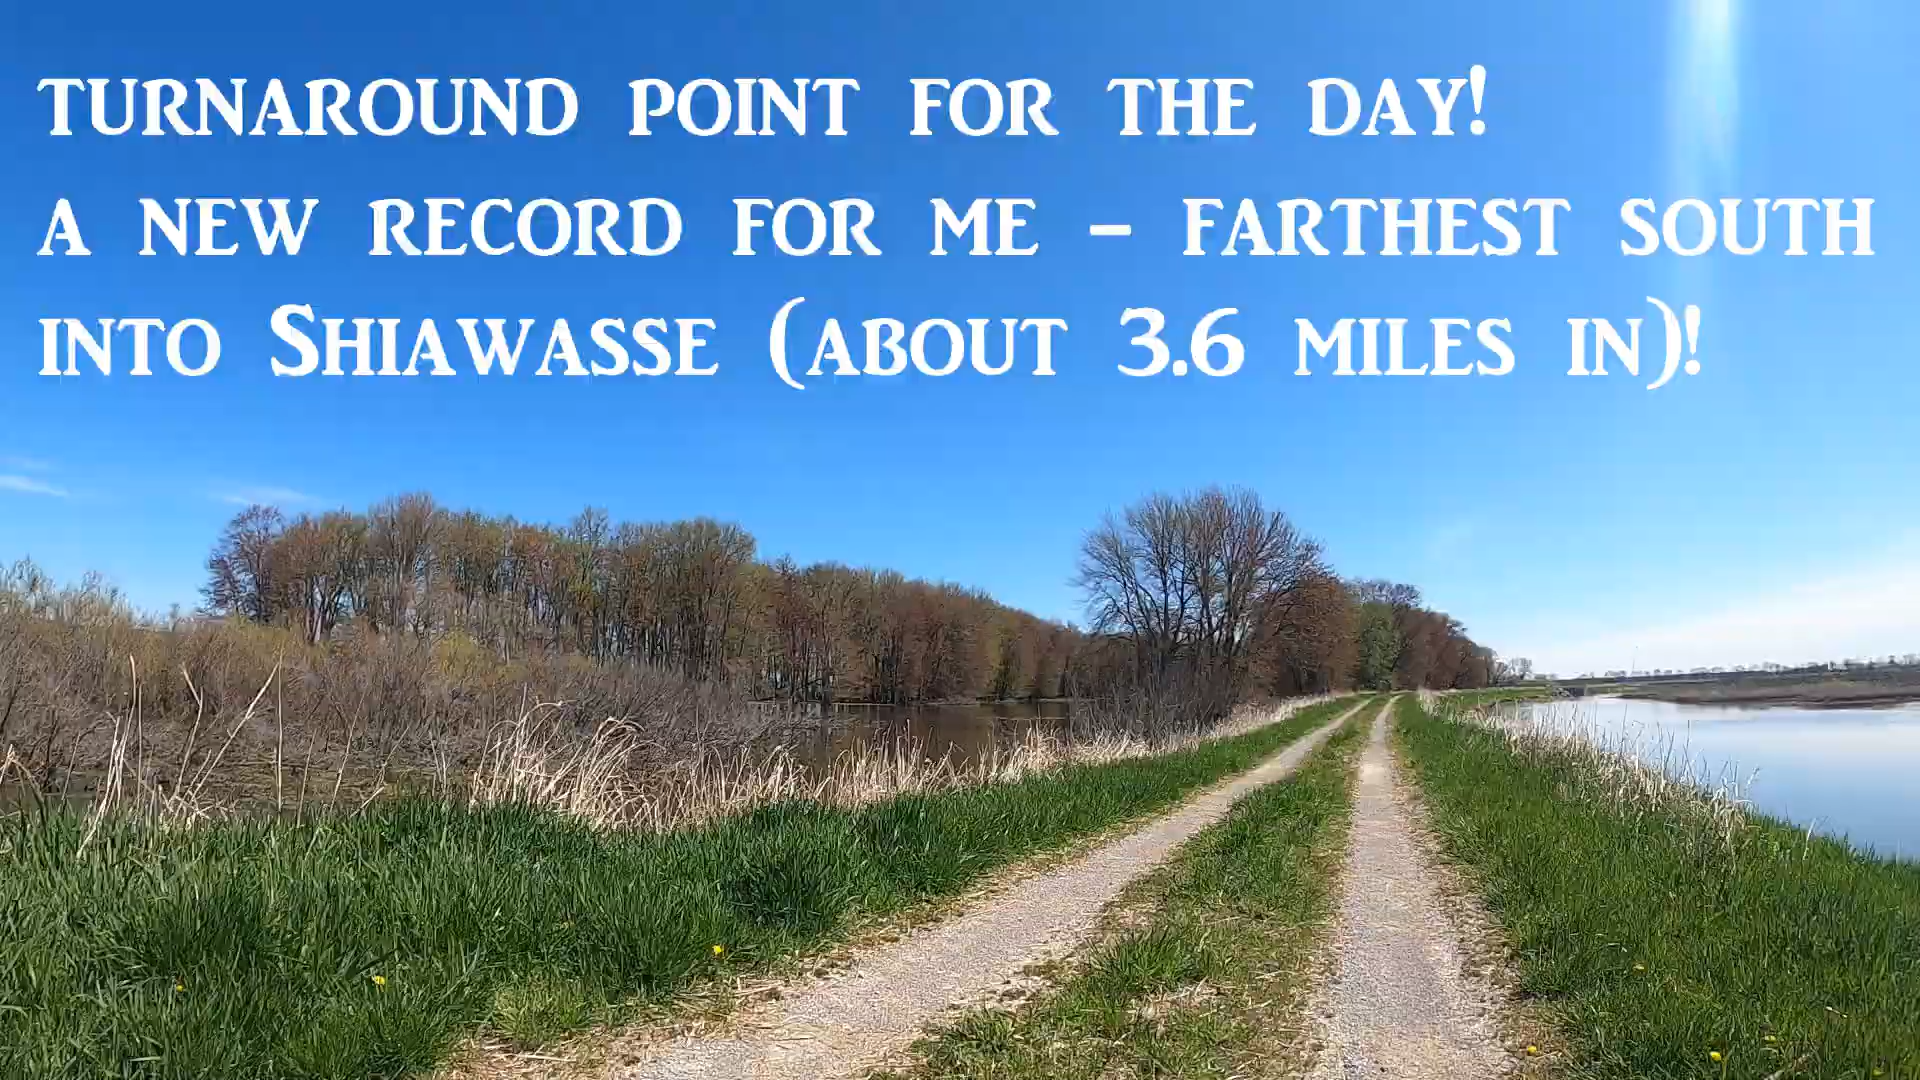 TURNAROUND POINT FOR THE DAY!
A NEW RECORD FOR ME - FARTHEST SOUTH
INTO SHIAWASSE (ABOUT 3.6 MILES IN)!